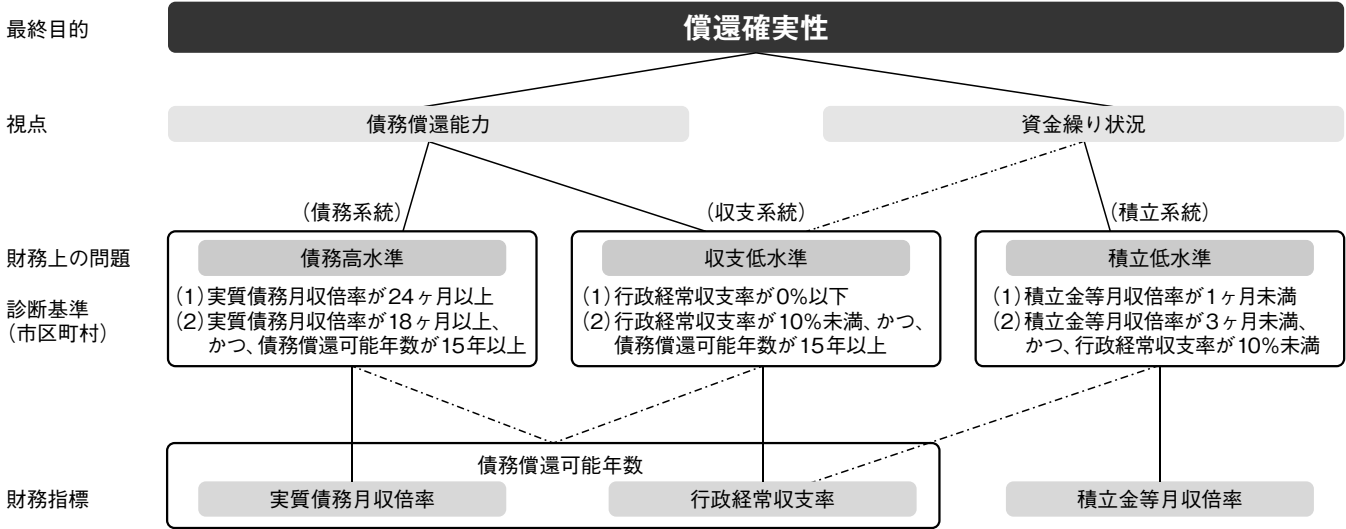 最終目的
償還確実性
視点
債務償還能力
資金繰り状況
(債務系統)
(収支系統)
(積立系統)
財務上の問題
債務高水準
収支低水準
積立低水準
診断基準
(市区町村)
(1)実質債務月収倍率が24ヶ月以上
(2)実質債務月収倍率が18ヶ月以上、
かつ、債務償還可能年数が15年以上
(1)行政経常収支率が0%以下
(2)行政経常収支率が10%未満、かつ、
債務償還可能年数が15年以上
(1)積立金等月収倍率が1ヶ月未満
(2)積立金等月収倍率が3ヶ月未満、
かつ、行政経常収支率が10%未満
債務償還可能年数
財務指標
実質債務月収倍率
行政経常収支率
積立金等月収倍率